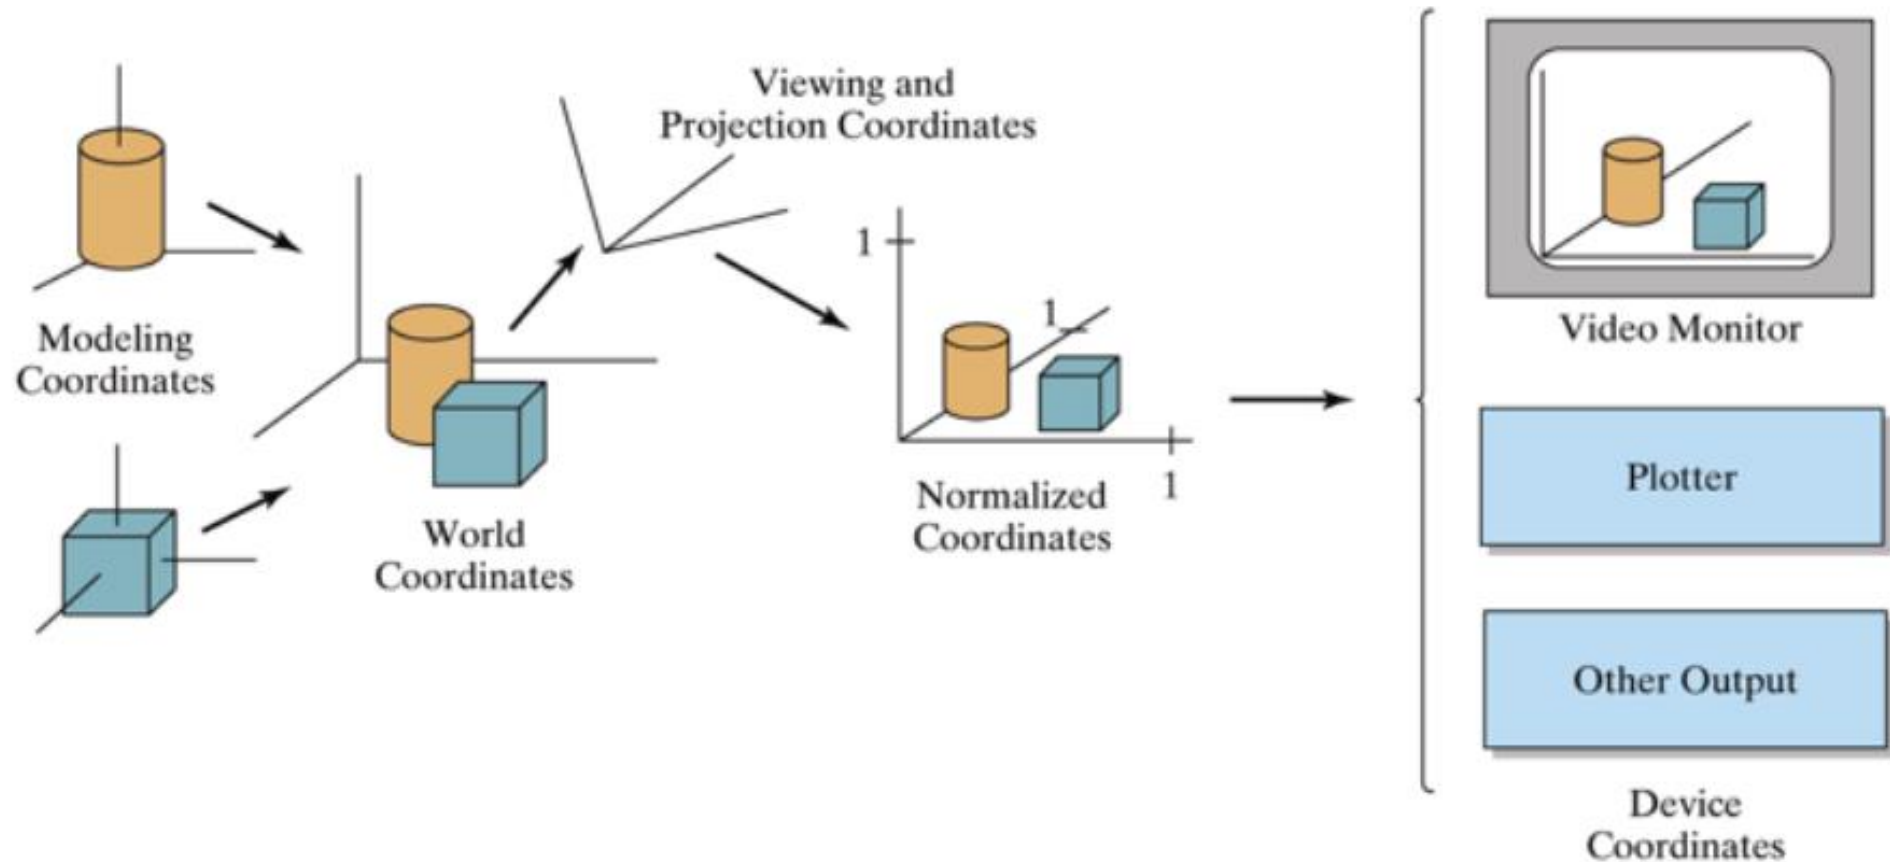 Modeling
Coordinates
World
Coordinates
Viewing and
Projection Coordinates
1
1
1
Normalized
Coordinates
Video Monitor
Plotter
Other Output
Device
Coordinates